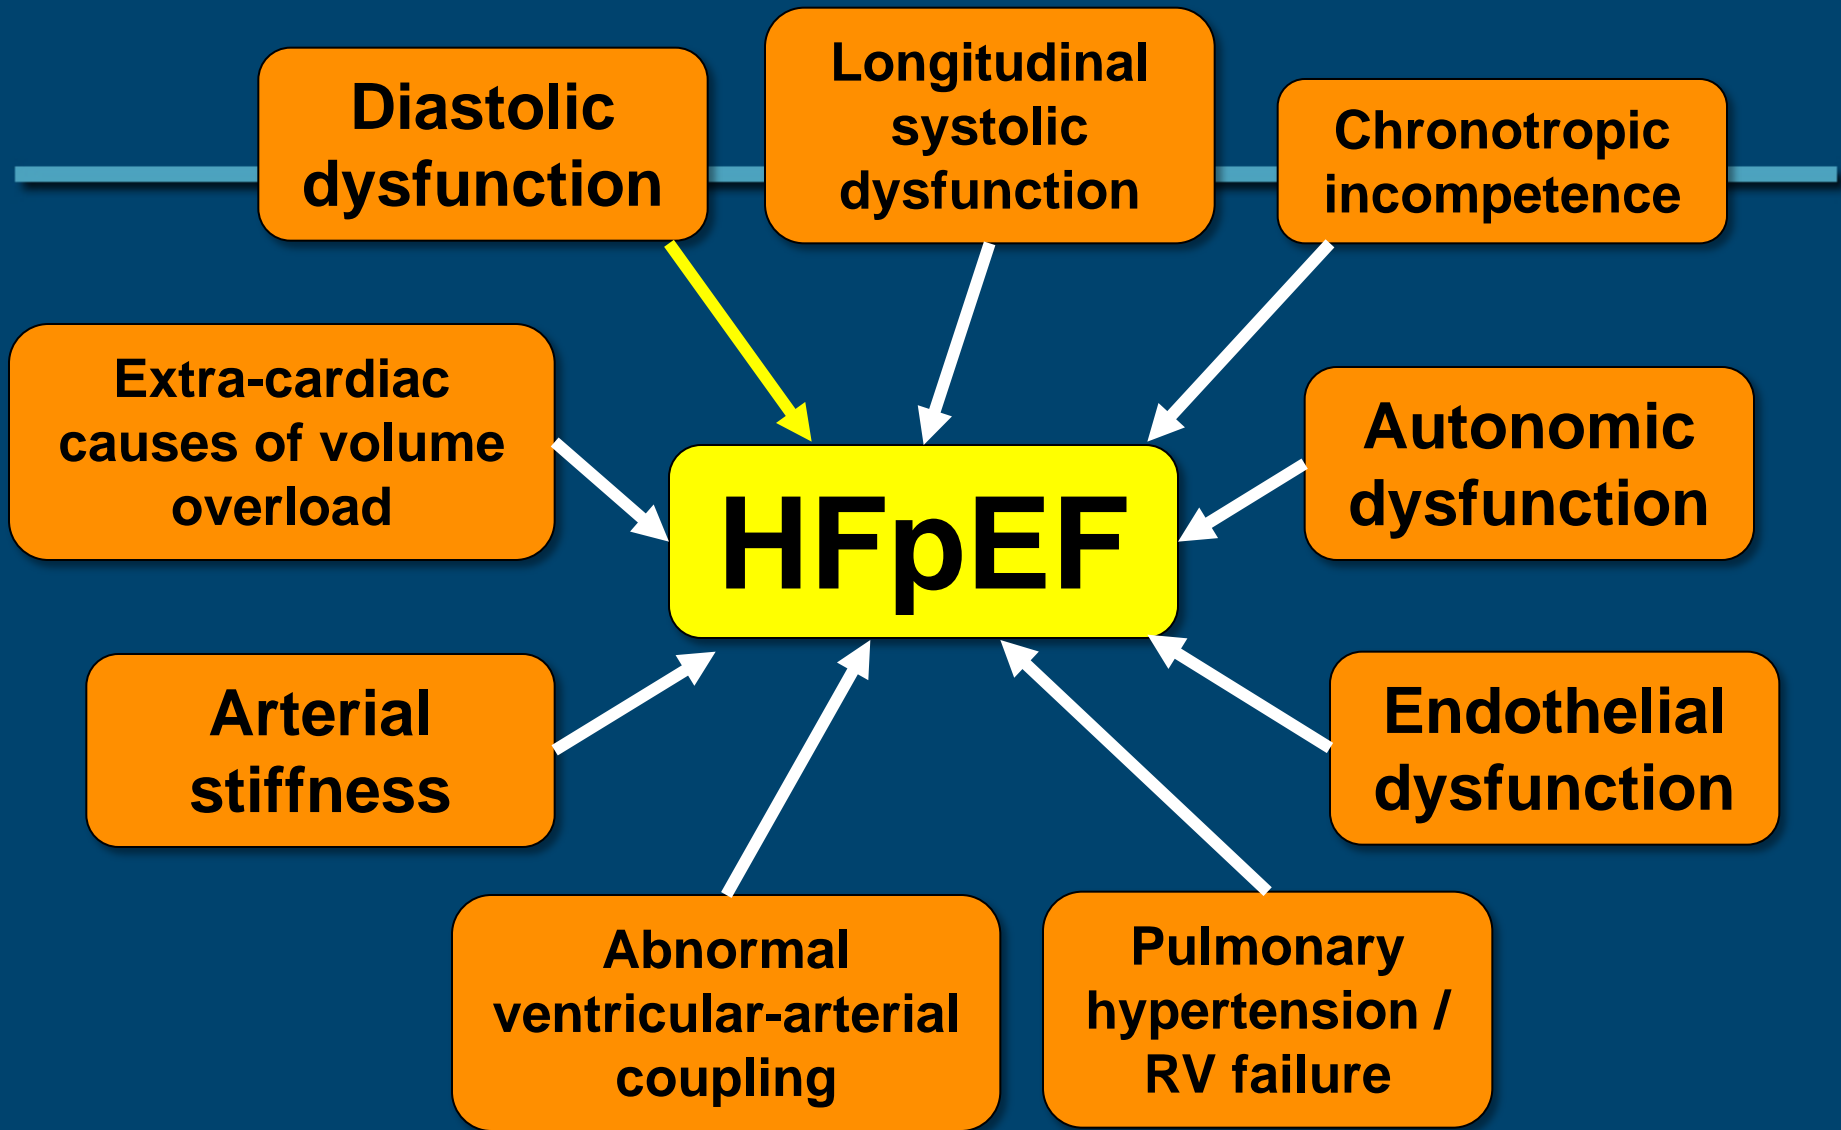 Diastolic
dysfunction
Longitudinal
systolic
dysfunction
Chronotropic
incompetence
Extra-cardiac
causes of volume
overload
HFpEF
Autonomic
dysfunction
Arterial
stiffness
Endothelial
dysfunction
Abnormal
ventricular-arterial
coupling
Pulmonary
hypertension /
RV failure